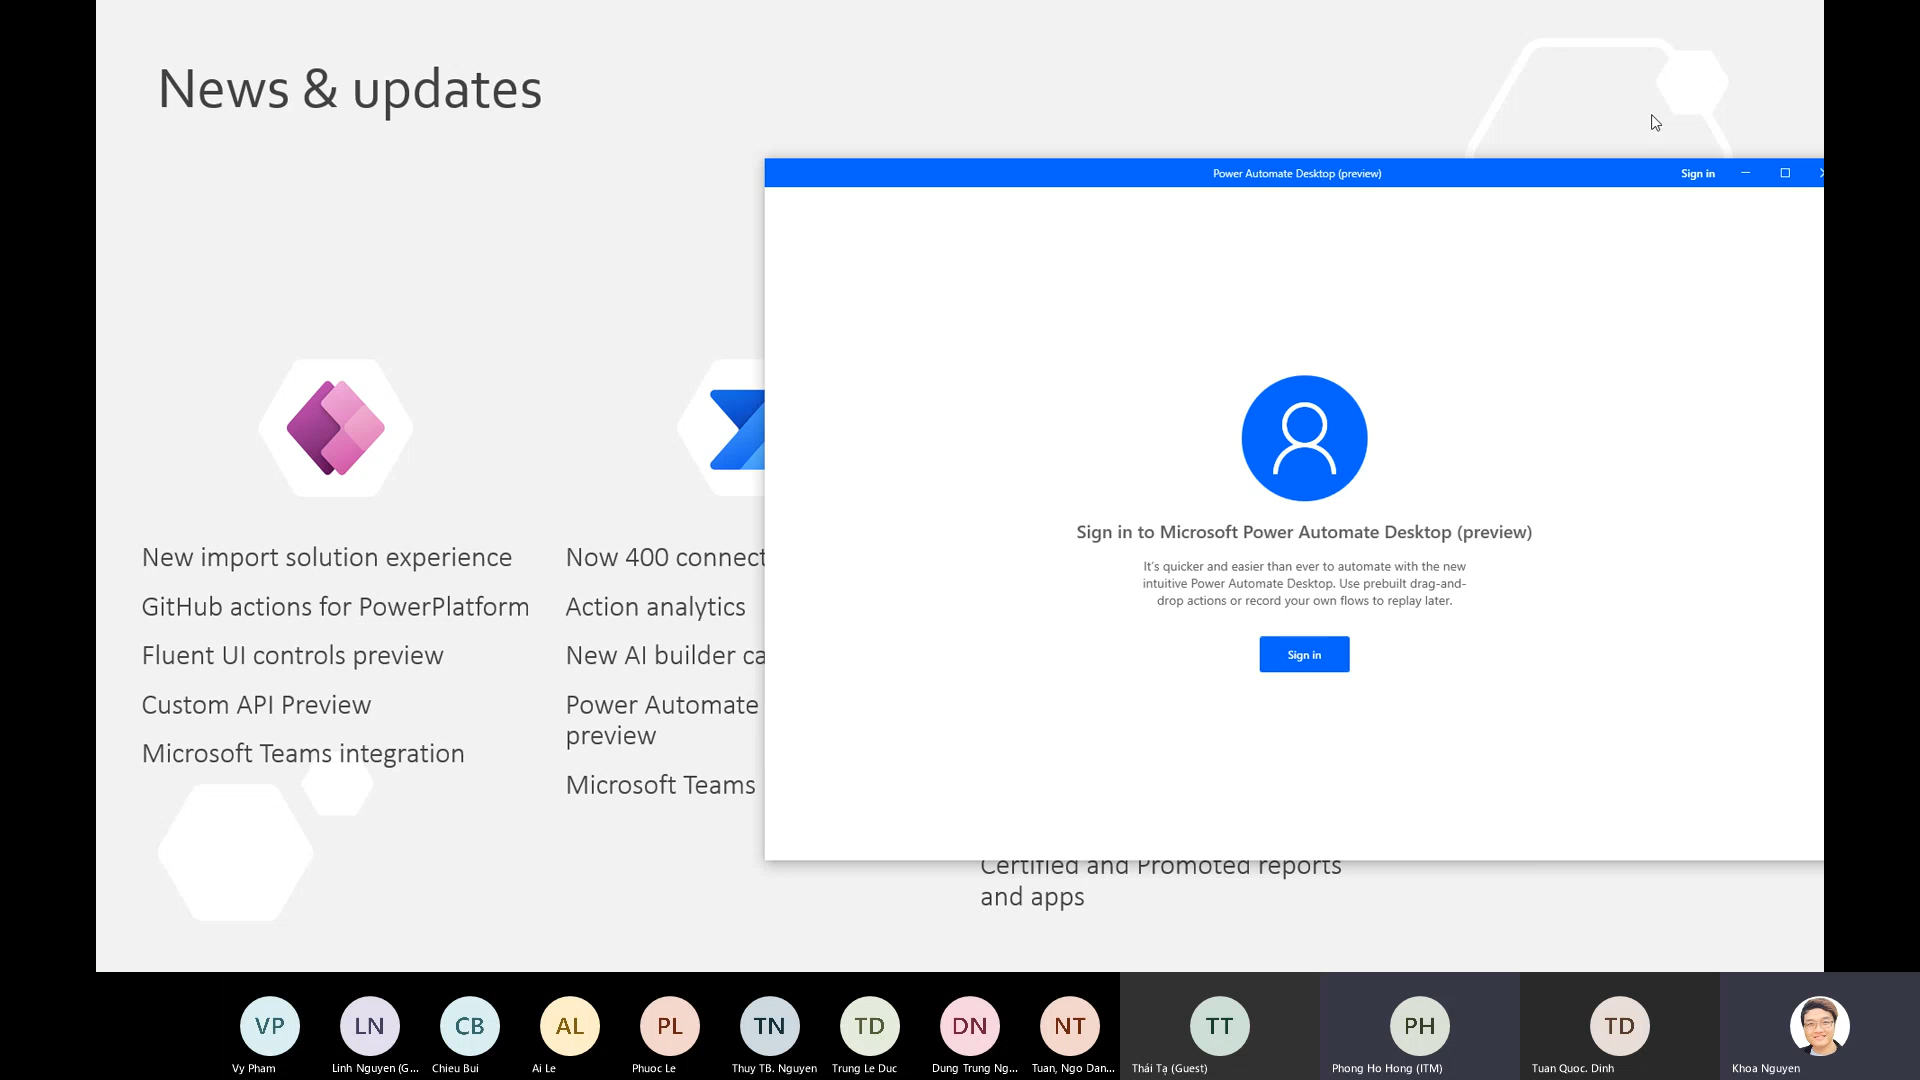 News & updates
Power Automate Desktop (preview)
Sign in
Sign in to Microsoft Power Automate Desktop (preview)
It's quicker and easier than ever to automate with the new
intuitive Power Automate Desktop. Use prebuilt drag-and-
drop actions or record your own flows to replay later.
Sign in
New import solution experience
GitHub actions for PowerPlatform
Fluent UI controls preview
Custom API Preview
Microsoft Teams integration
Now 400 connect
Action analytics
New AI builder ca
Power Automate
preview
Microsoft Teams
Certified and Promoted reports
and apps
VP
LN
CB
AL
PL
TN
TD
DN
NT
TT
PH
TD
Vy Pham
Linh Nguyen (G...
Chieu Bui
Ai Le
Phuoc Le
Thuy TB. Nguyen
Trung Le Duc
Dung Trung Ng...
Tuan, Ngo Dan...
Thái Tạ (Guest)
Phong Ho Hong (ITM)
Tuan Quoc. Dinh
Khoa Nguyen